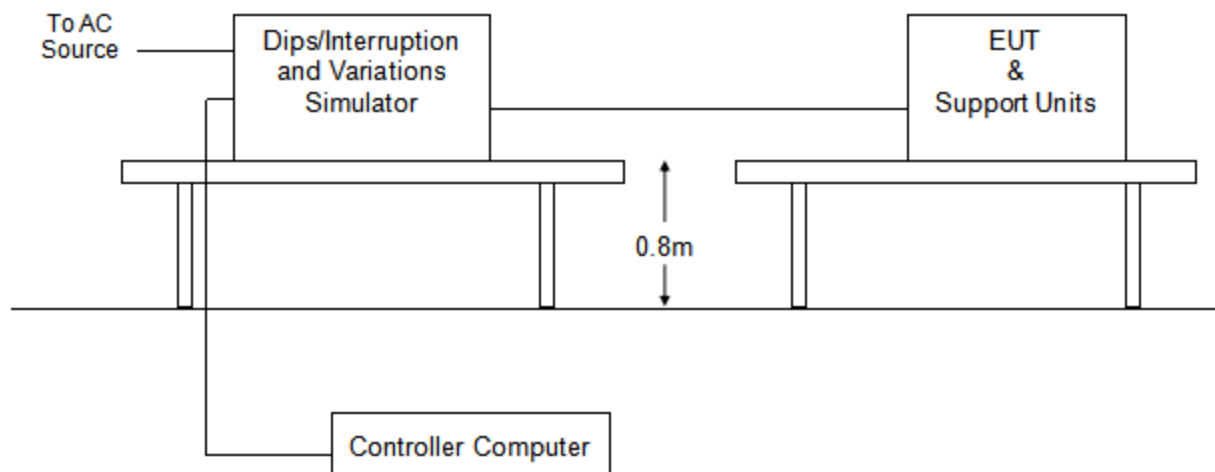 To AC
Source
Dips/Interruption
and Variations
Simulator
EUT
&
Support Units
0.8m
Controller Computer